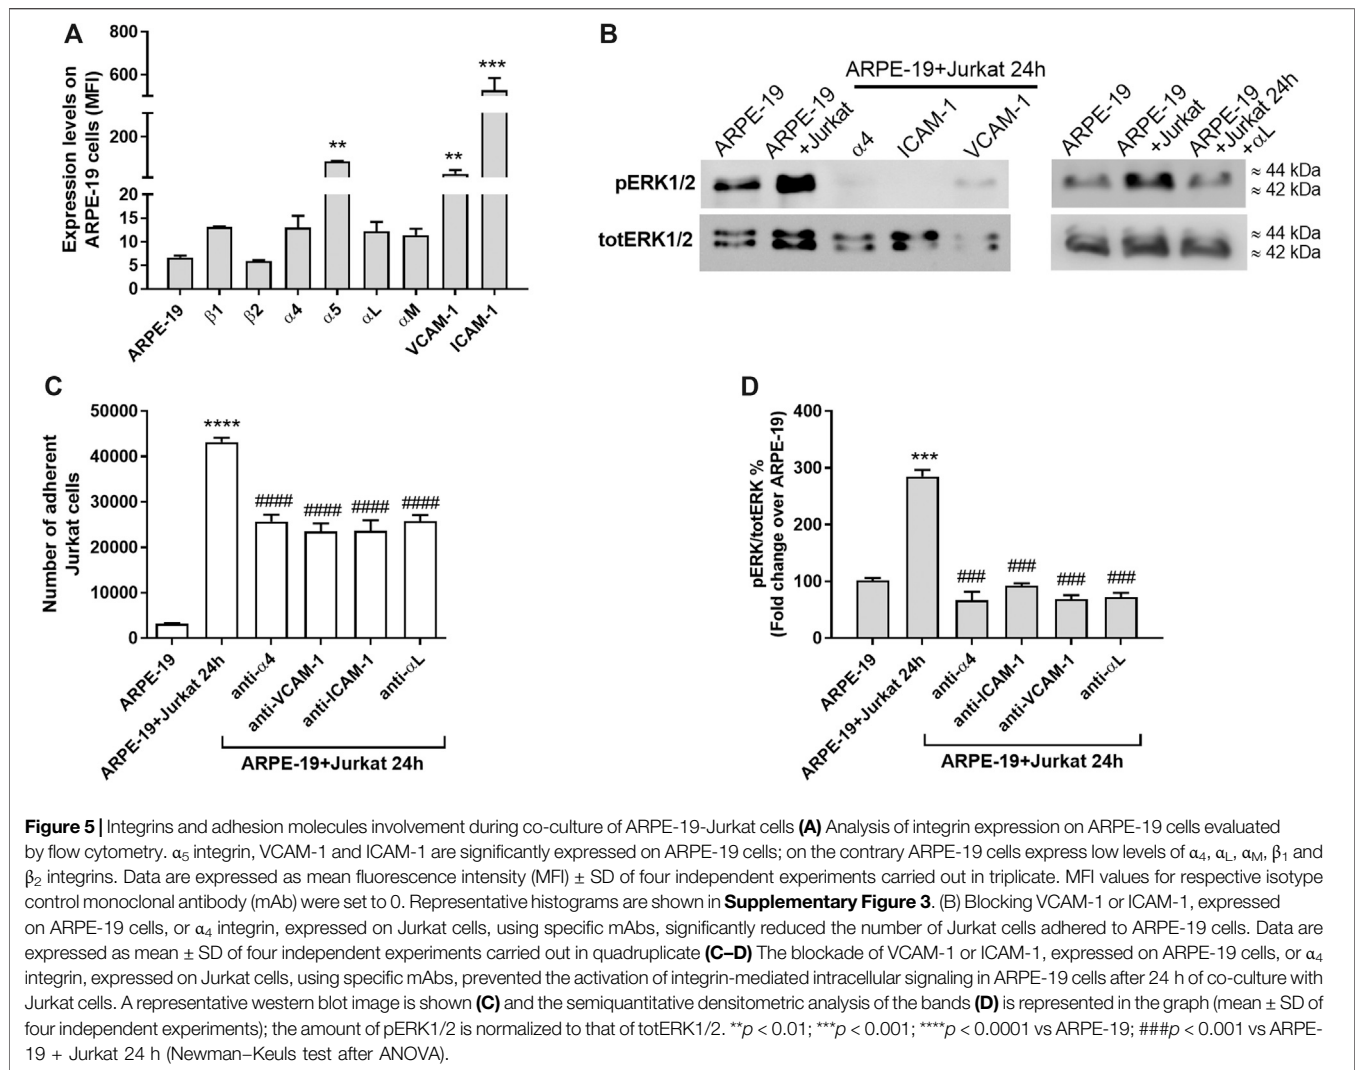 A
Expression levels on
ARPE-19 cells (MFI)
800
600
200
20
15
10
5
0
**
**
***
ARPE-19
β1
β2
α4
α5
αL
αM
VCAM-1
ICAM-1
B
ARPE-19+Jurkat 24h
ARPE-19
ARPE-19
+Jurkat
α4
ICAM-1
VCAM-1
ARPE-19
ARPE-19
+Jurkat
ARPE-19
+Jurkat 24h
+αL
pERK1/2
≈ 44 kDa
≈ 42 kDa
totERK1/2
≈ 44 kDa
≈ 42 kDa
C
Number of adherent
Jurkat cells
50000
40000
30000
20000
10000
0
****
####
####
####
####
ARPE-19
ARPE-19+Jurkat 24h
anti-α4
anti-VCAM-1
anti-ICAM-1
anti-αL
ARPE-19+Jurkat 24h
D
pERK/totERK %
(Fold change over ARPE-19)
400
300
200
100
0
***
###
###
###
###
ARPE-19
ARPE-19+Jurkat 24h
anti-α4
anti-ICAM-1
anti-VCAM-1
anti-αL
ARPE-19+Jurkat 24h
Figure 5 | Integrins and adhesion molecules involvement during co-culture of ARPE-19-Jurkat cells (A) Analysis of integrin expression on ARPE-19 cells evaluated
by flow cytometry. α5 integrin, VCAM-1 and ICAM-1 are significantly expressed on ARPE-19 cells; on the contrary ARPE-19 cells express low levels of α4, αL, αM, β1 and
β2 integrins. Data are expressed as mean fluorescence intensity (MFI) ± SD of four independent experiments carried out in triplicate. MFI values for respective isotype
control monoclonal antibody (mAb) were set to 0. Representative histograms are shown in Supplementary Figure 3. (B) Blocking VCAM-1 or ICAM-1, expressed
on ARPE-19 cells, or α4 integrin, expressed on Jurkat cells, using specific mAbs, significantly reduced the number of Jurkat cells adhered to ARPE-19 cells. Data are
expressed as mean ± SD of four independent experiments carried out in quadruplicate (C–D) The blockade of VCAM-1 or ICAM-1, expressed on ARPE-19 cells, or α4
integrin, expressed on Jurkat cells, using specific mAbs, prevented the activation of integrin-mediated intracellular signaling in ARPE-19 cells after 24 h of co-culture with
Jurkat cells. A representative western blot image is shown (C) and the semiquantitative densitometric analysis of the bands (D) is represented in the graph (mean ± SD of
four independent experiments); the amount of pERK1/2 is normalized to that of totERK1/2. **p < 0.01; ***p < 0.001; ****p < 0.0001 vs ARPE-19; ###p < 0.001 vs ARPE-
19 + Jurkat 24 h (Newman–Keuls test after ANOVA).